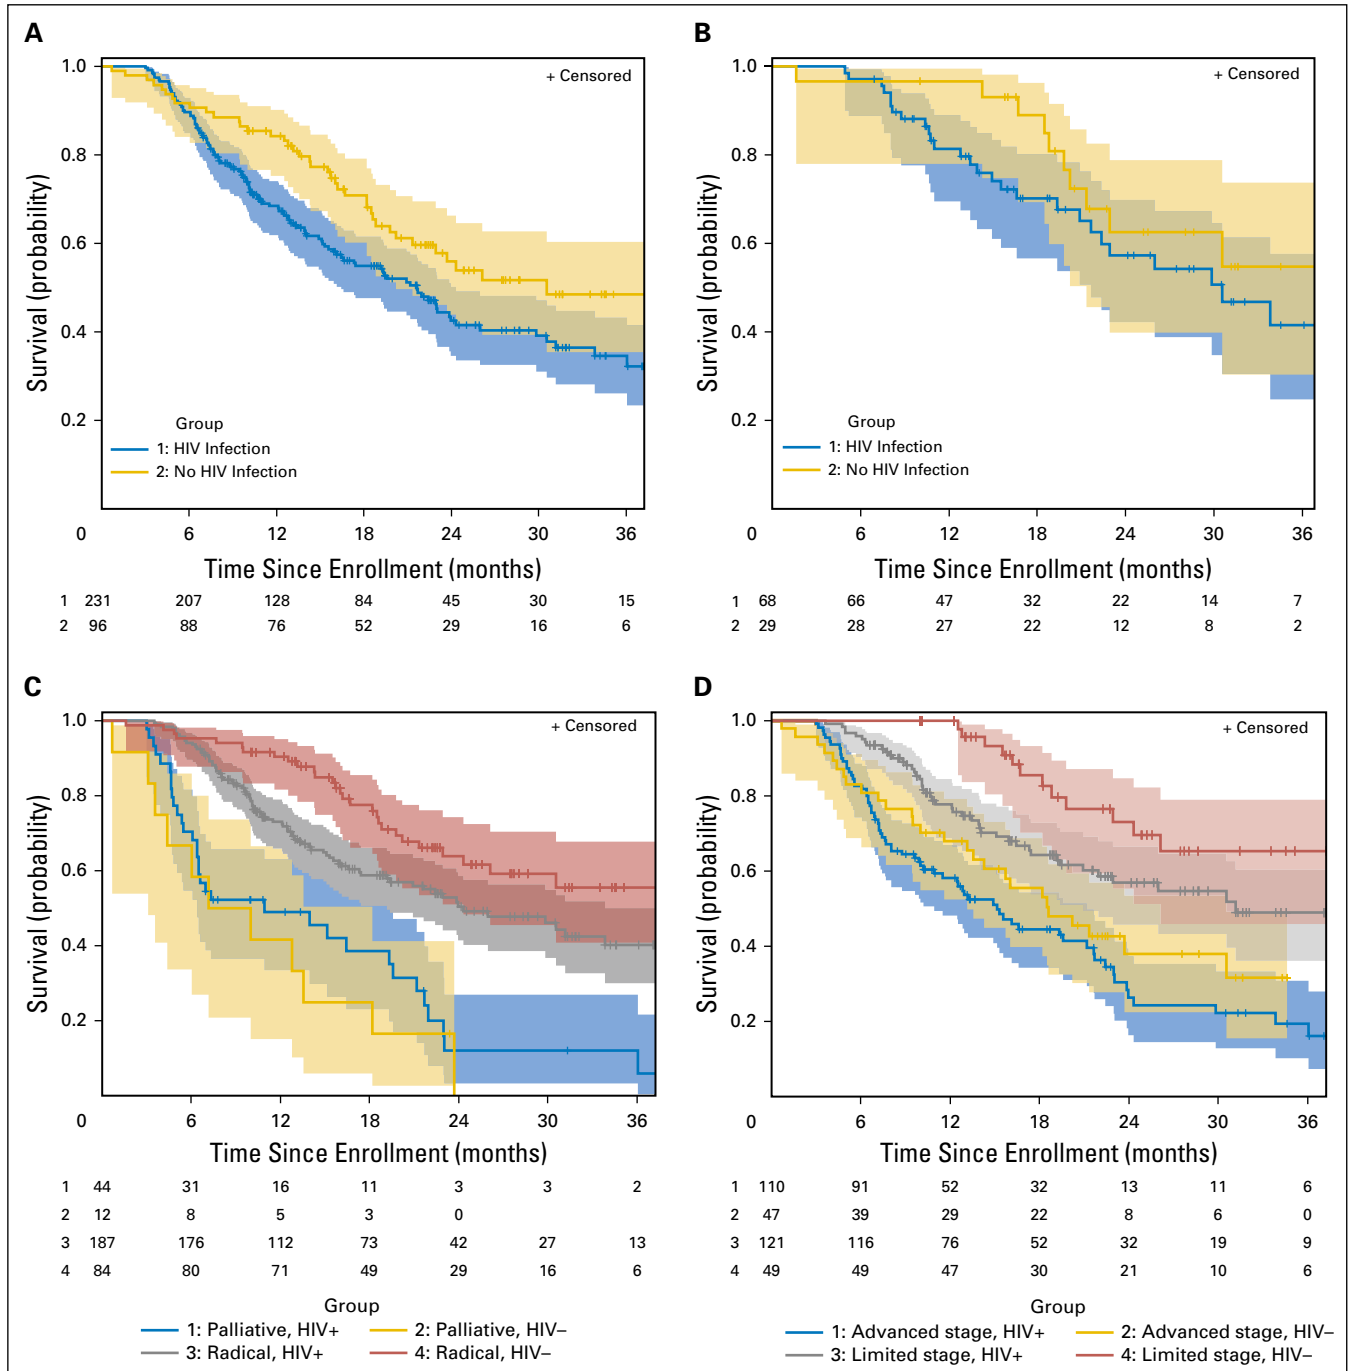 A
+ Censored
Survival (probability)
1.0
0.8
0.6
0.4
0.2
Group
1: HIV Infection
2: No HIV Infection
0 6 12 18 24 30 36
Time Since Enrollment (months)
1 231 207 128 84 45 30 15
2 96 88 76 52 29 16 6
B
+ Censored
Survival (probability)
1.0
0.8
0.6
0.4
0.2
Group
1: HIV Infection
2: No HIV Infection
0 6 12 18 24 30 36
Time Since Enrollment (months)
1 68 66 47 32 22 14 7
2 29 28 27 22 12 8 2
C
+ Censored
Survival (probability)
1.0
0.8
0.6
0.4
0.2
0 6 12 18 24 30 36
Time Since Enrollment (months)
1 44 31 16 11 3 3 2
2 12 8 5 3 0
3 187 176 112 73 42 27 13
4 84 80 71 49 29 16 6
Group
1: Palliative, HIV+ 2: Palliative, HIV–
3: Radical, HIV+ 4: Radical, HIV–
D
+ Censored
Survival (probability)
1.0
0.8
0.6
0.4
0.2
0 6 12 18 24 30 36
Time Since Enrollment (months)
1 110 91 52 32 13 11 6
2 47 39 29 22 8 6 0
3 121 116 76 52 32 19 9
4 49 49 47 30 21 10 6
Group
1: Advanced stage, HIV+ 2: Advanced stage, HIV–
3: Limited stage, HIV+ 4: Limited stage, HIV–